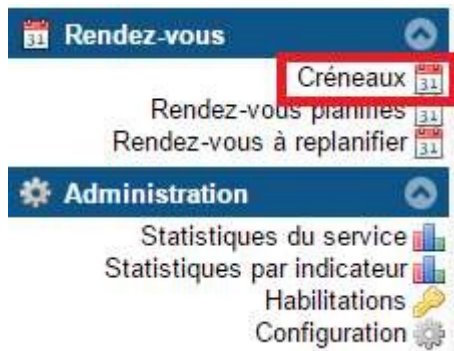 Rendez-vous
Créneaux
Rendez-vous planifiés
Rendez-vous à replanifier
Administration
Statistiques du service
Statistiques par indicateur
Habilitations
Configuration